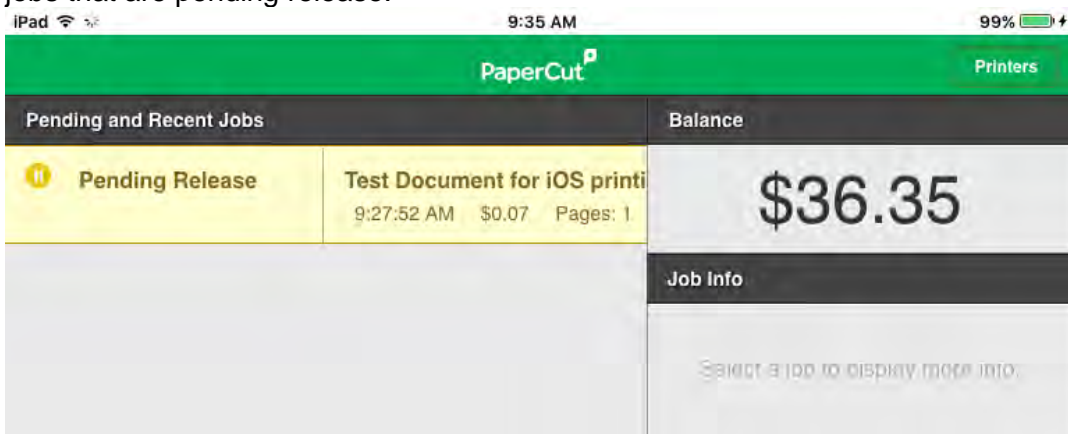 jobs that are pending release.
iPad 9:35 AM 99%
PaperCut
Printers
Pending and Recent Jobs
Balance
Pending Release
Test Document for iOS printi
9:27:52 AM $0.07 Pages: 1
$36.35
Job Info
Select a job to display more info.